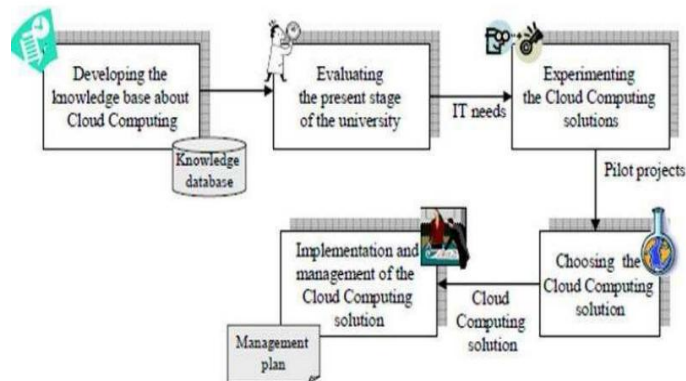 Developing the
knowledge base about
Cloud Computing
Knowledge
database
Evaluating
the present stage
of the university
IT needs
Experimenting
the Cloud Computing
solutions
Pilot projects
Choosing the
Cloud Computing
solution
Cloud
Computing
solution
Implementation and
management of the
Cloud Computing
solution
Management
plan